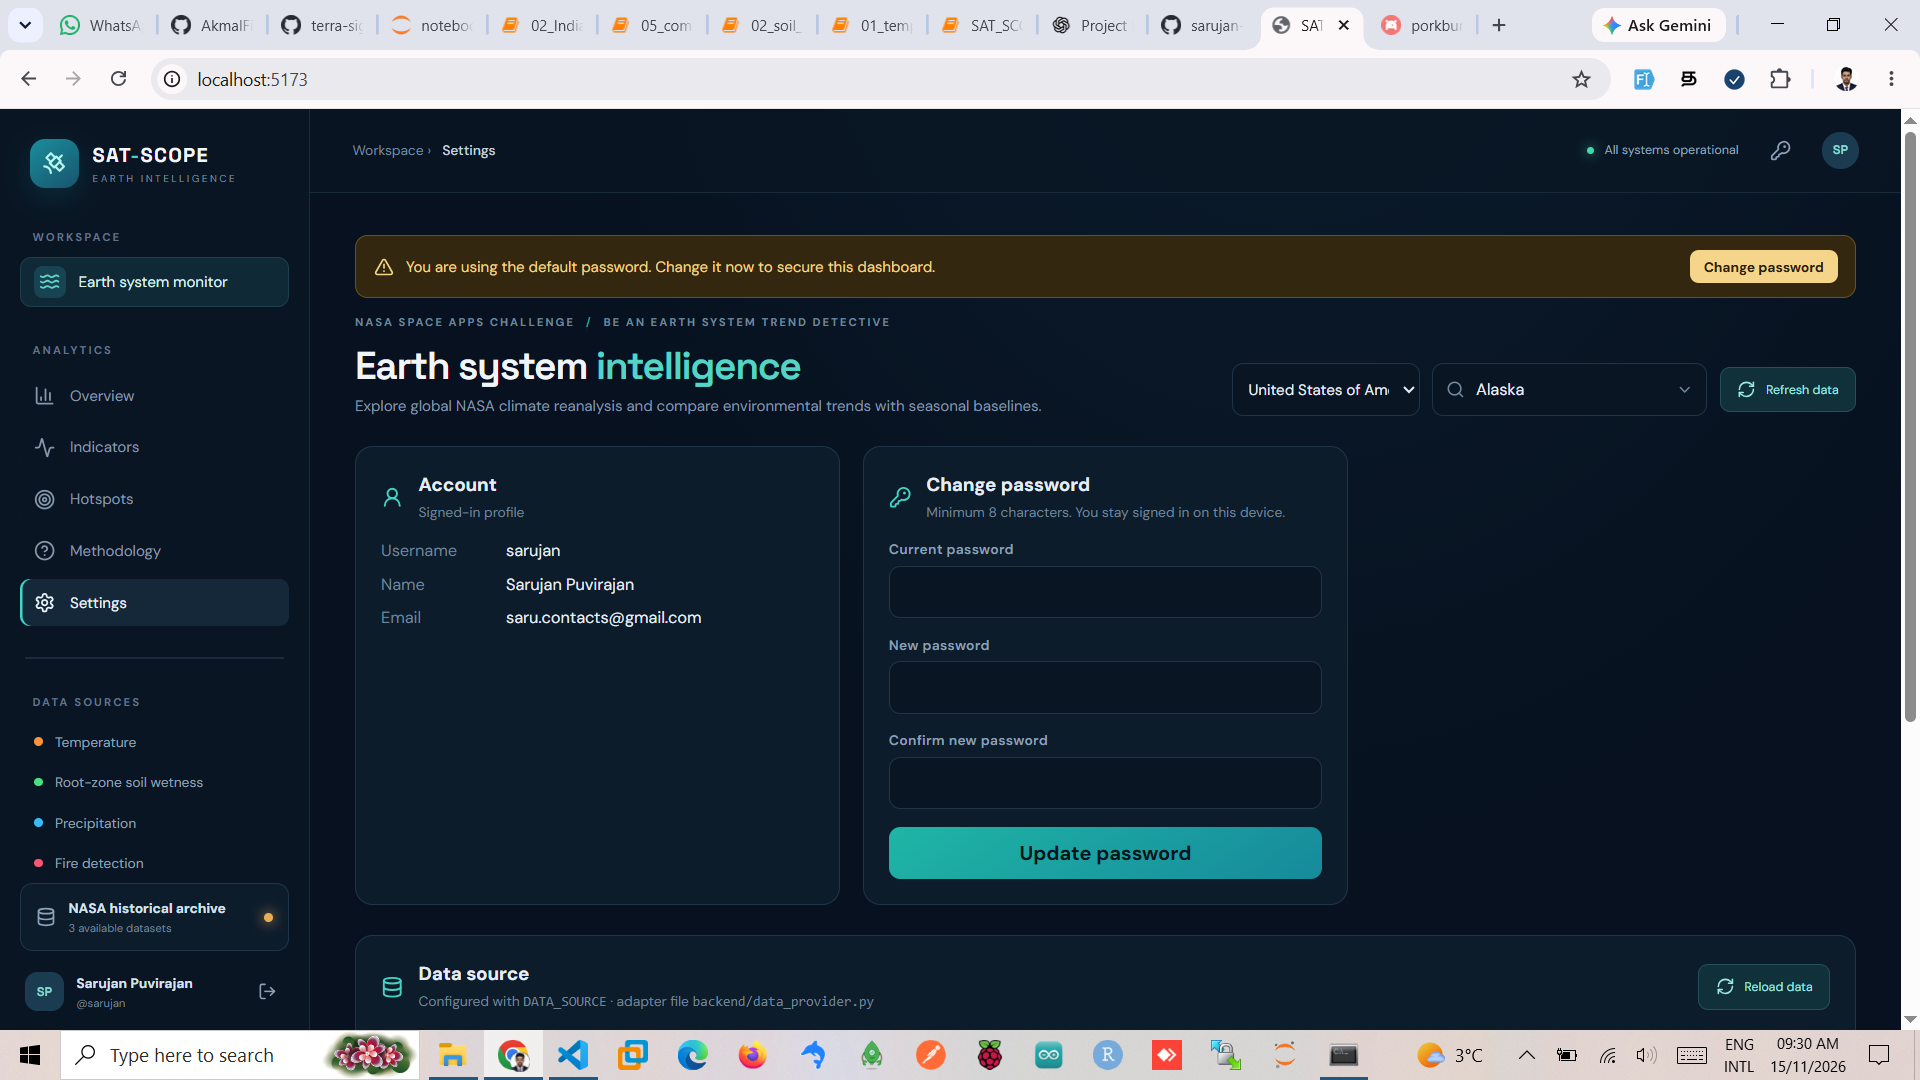 WhatsA
AkmalF
terra-sig
notebo
02_India
05_com
02_soil_
01_temp
SAT_SCO
Project
sarujan-
SAT
porkbun
Ask Gemini
localhost:5173
SAT-SCOPE
EARTH INTELLIGENCE
WORKSPACE
Earth system monitor
ANALYTICS
Overview
Indicators
Hotspots
Methodology
Settings
DATA SOURCES
Temperature
Root-zone soil wetness
Precipitation
Fire detection
NASA historical archive
3 available datasets
SP
Sarujan Puvirajan
@sarujan
Workspace › Settings
All systems operational
SP
You are using the default password. Change it now to secure this dashboard.
Change password
NASA SPACE APPS CHALLENGE / BE AN EARTH SYSTEM TREND DETECTIVE
Earth system intelligence
Explore global NASA climate reanalysis and compare environmental trends with seasonal baselines.
United States of Am
Alaska
Refresh data
Account
Signed-in profile
Username sarujan
Name Sarujan Puvirajan
Email saru.contacts@gmail.com
Change password
Minimum 8 characters. You stay signed in on this device.
Current password
New password
Confirm new password
Update password
Data source
Configured with DATA_SOURCE · adapter file backend/data_provider.py
Reload data
Type here to search
3°C
ENG
INTL
09:30 AM
15/11/2026